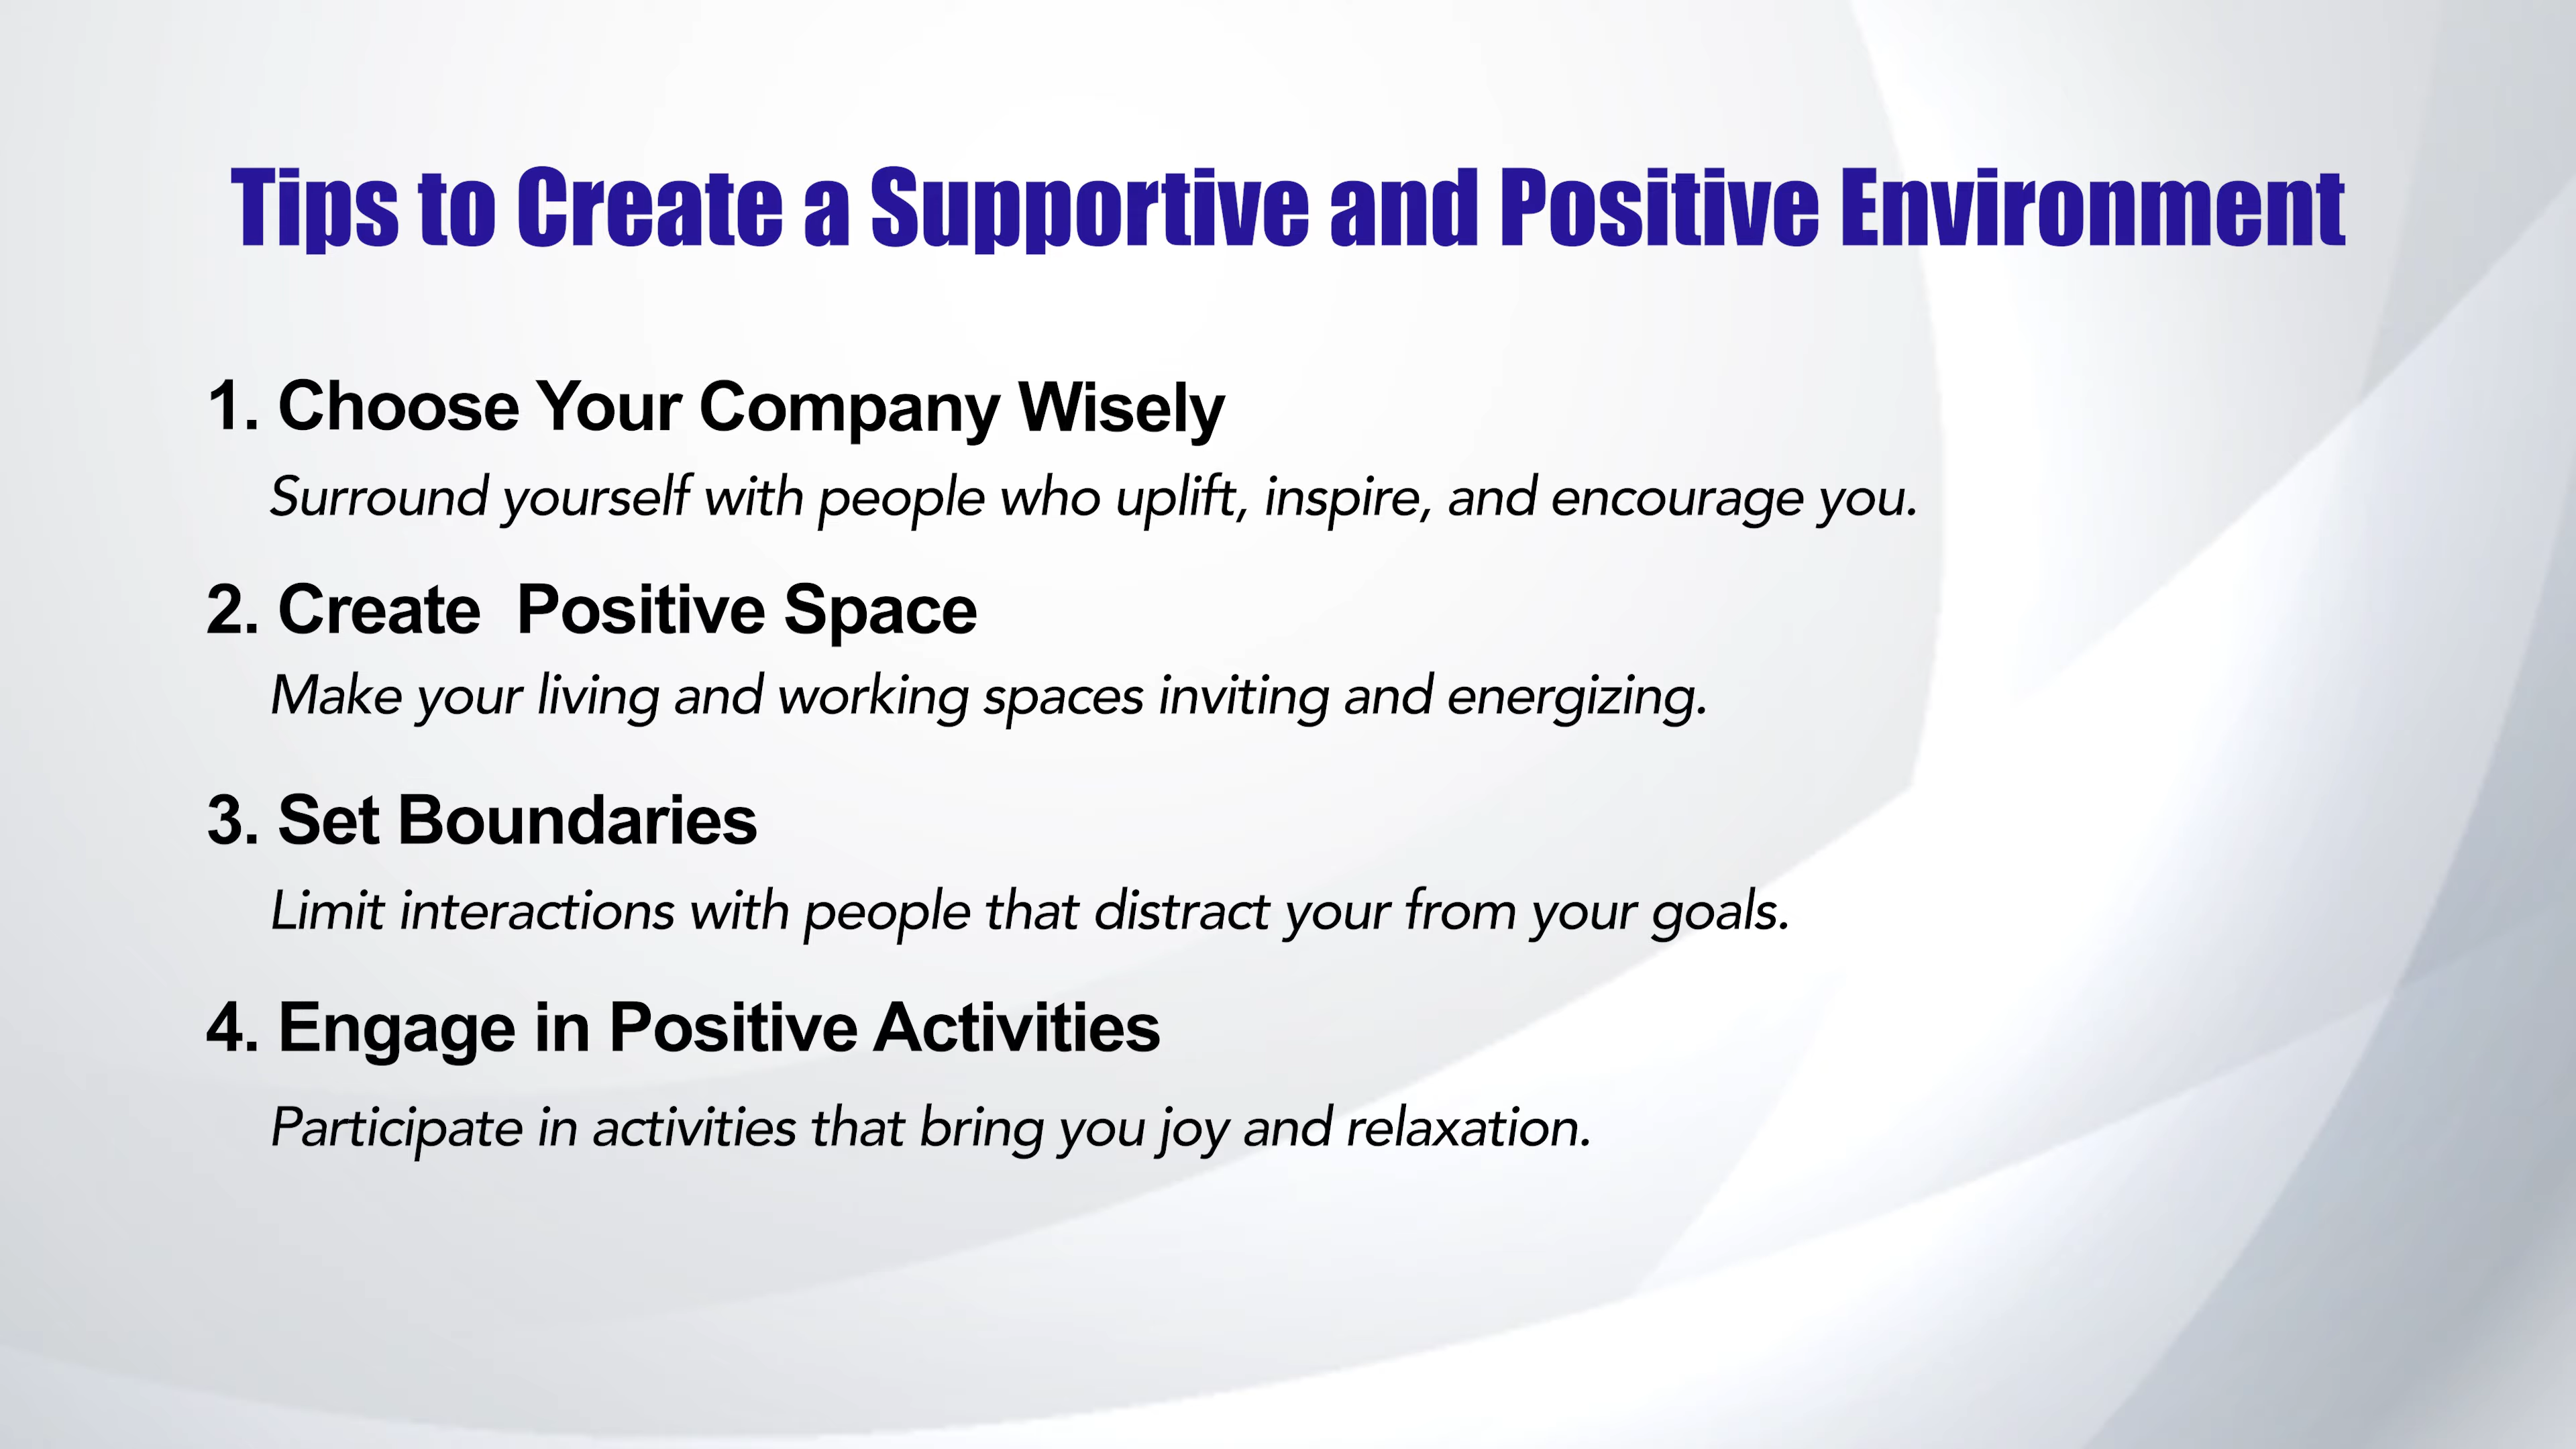 Tips to Create a Supportive and Positive Environment
1. Choose Your Company Wisely
Surround yourself with people who uplift, inspire, and encourage you.
2. Create  Positive Space
Make your living and working spaces inviting and energizing.
3. Set Boundaries
Limit interactions with people that distract your from your goals.
4. Engage in Positive Activities
Participate in activities that bring you joy and relaxation.